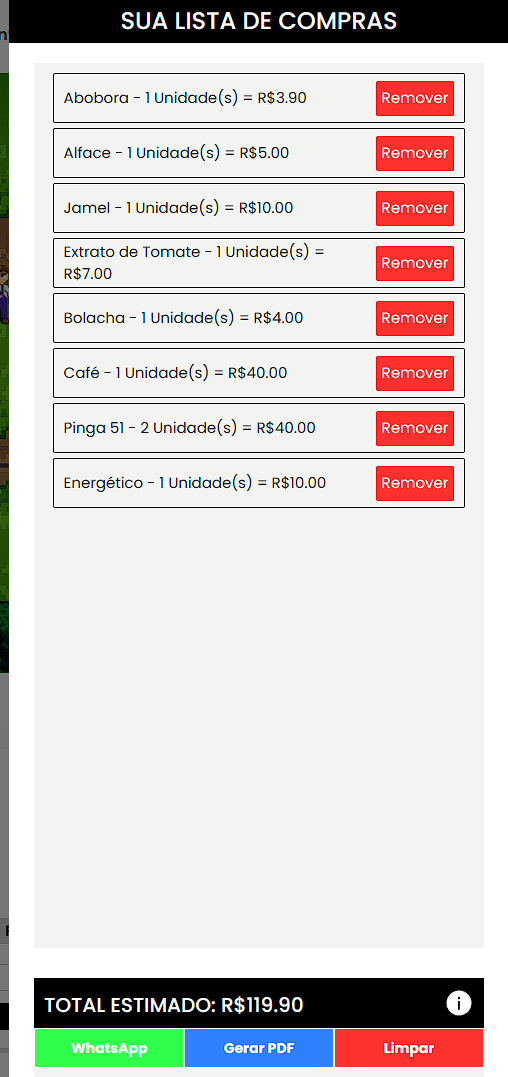 SUA LISTA DE COMPRAS
Abobora - 1 Unidade(s) = R$3.90
Remover
Alface - 1 Unidade(s) = R$5.00
Remover
Jamel - 1 Unidade(s) = R$10.00
Remover
Extrato de Tomate - 1 Unidade(s) =
R$7.00
Remover
Bolacha - 1 Unidade(s) = R$4.00
Remover
Café - 1 Unidade(s) = R$40.00
Remover
Pinga 51 - 2 Unidade(s) = R$40.00
Remover
Energético - 1 Unidade(s) = R$10.00
Remover
TOTAL ESTIMADO: R$119.90
WhatsApp
Gerar PDF
Limpar